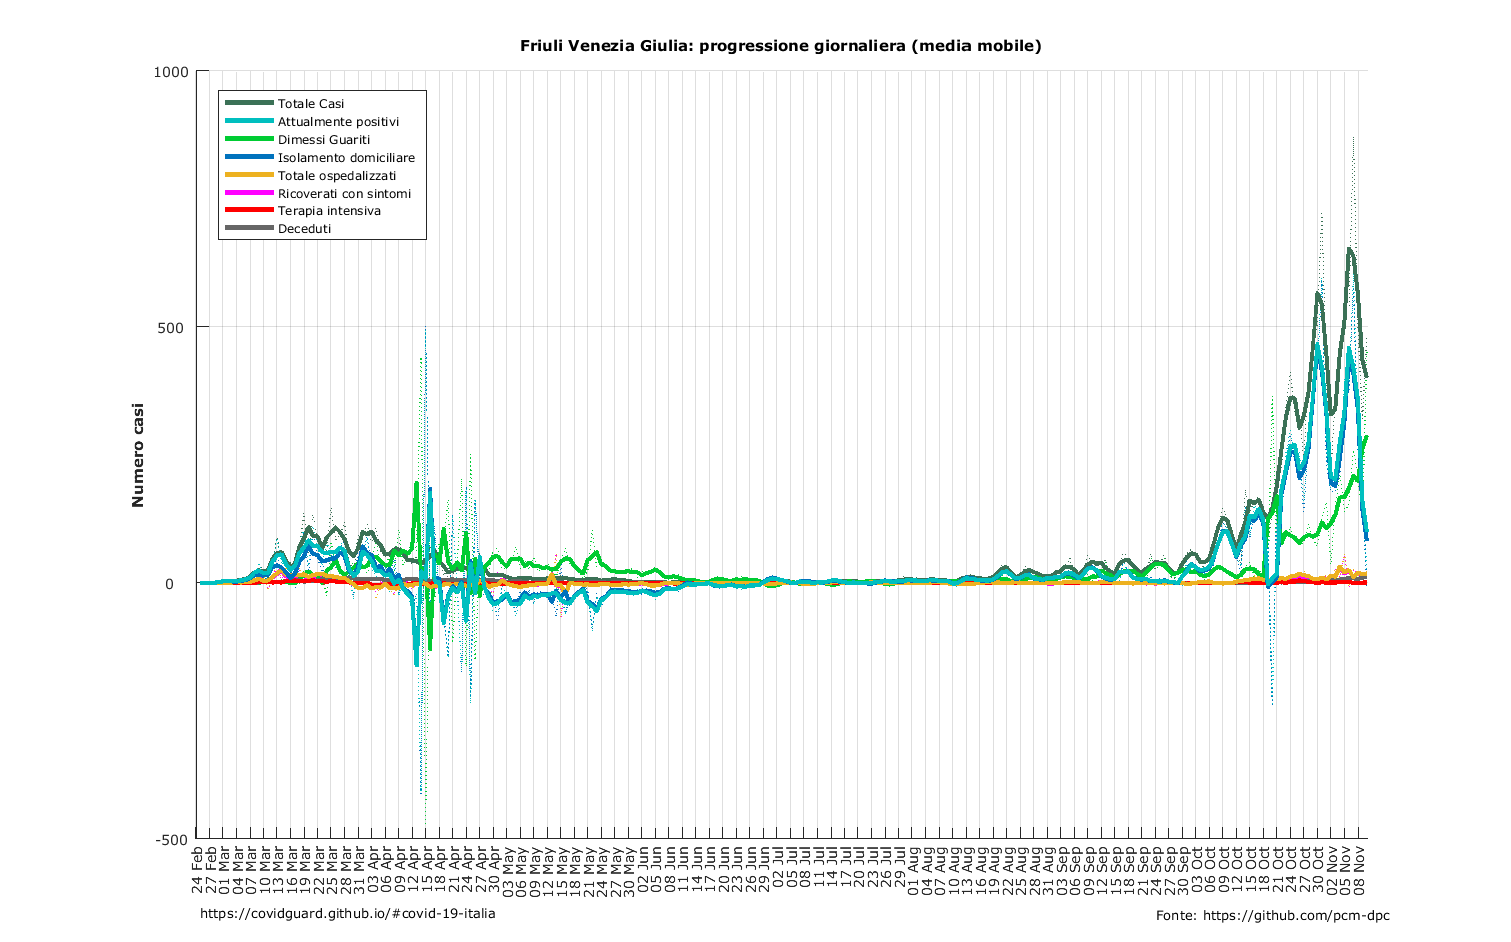 Friuli Venezia Giulia: progressione giornaliera (media mobile)
1000
500
0
-500
Numero casi
Totale Casi
Attualmente positivi
Dimessi Guariti
Isolamento domiciliare
Totale ospedalizzati
Ricoverati con sintomi
Terapia intensiva
Deceduti
24 Feb
27 Feb
01 Mar
04 Mar
07 Mar
10 Mar
13 Mar
16 Mar
19 Mar
22 Mar
25 Mar
28 Mar
31 Mar
03 Apr
06 Apr
09 Apr
12 Apr
15 Apr
18 Apr
21 Apr
24 Apr
27 Apr
30 Apr
03 May
06 May
09 May
12 May
15 May
18 May
21 May
24 May
27 May
30 May
02 Jun
05 Jun
08 Jun
11 Jun
14 Jun
17 Jun
20 Jun
23 Jun
26 Jun
29 Jun
02 Jul
05 Jul
08 Jul
11 Jul
14 Jul
17 Jul
20 Jul
23 Jul
26 Jul
29 Jul
01 Aug
04 Aug
07 Aug
10 Aug
13 Aug
16 Aug
19 Aug
22 Aug
25 Aug
28 Aug
31 Aug
03 Sep
06 Sep
09 Sep
12 Sep
15 Sep
18 Sep
21 Sep
24 Sep
27 Sep
30 Sep
03 Oct
06 Oct
09 Oct
12 Oct
15 Oct
18 Oct
21 Oct
24 Oct
27 Oct
30 Oct
02 Nov
05 Nov
08 Nov
https://covidguard.github.io/#covid-19-italia
Fonte: https://github.com/pcm-dpc